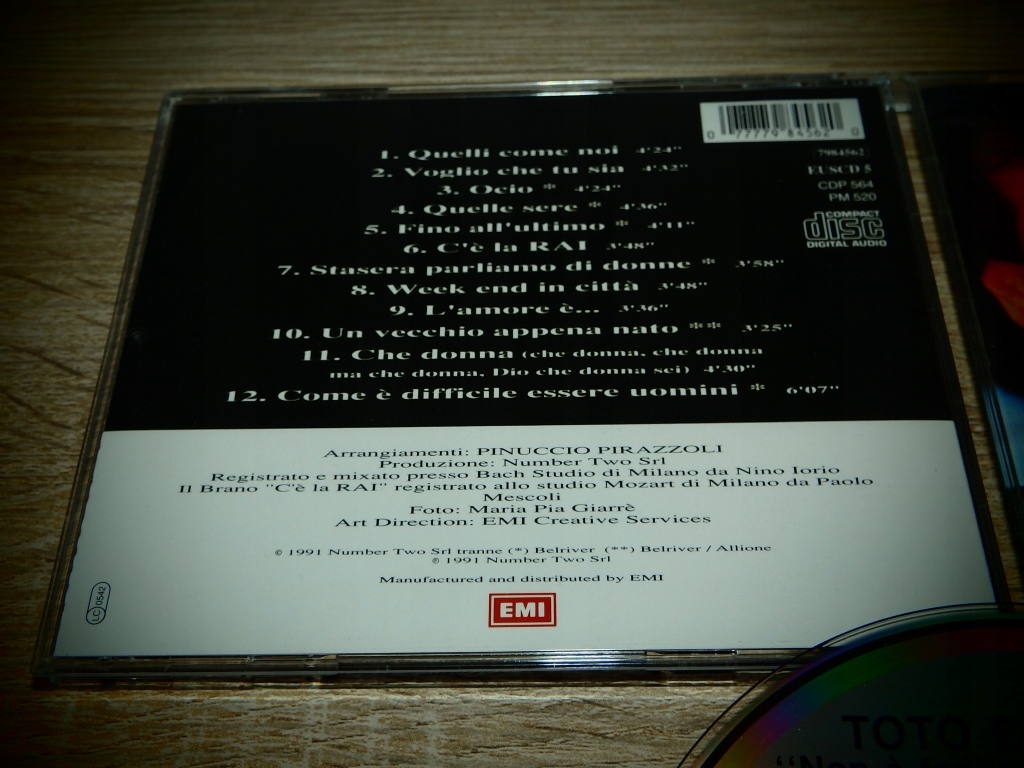 1. Quelli come noi 4'24"
2. Voglio che tu sia 4'32"
3. Ocio * 4'24"
4. Quelle sere * 4'36"
5. Fino all'ultimo * 4'11"
6. C'è la RAI 3'48"
7. Stasera parliamo di donne * 3'58"
8. Week end in città 3'48"
9. L'amore è... 3'36"
10. Un vecchio appena nato ** 3'25"
11. Che donna (che donna, che donna
ma che donna, Dio che donna sei) 4'30"
12. Come è difficile essere uomini * 6'07"
0 77779 84562 0
7984562
EUSCD 5
CDP 564
PM 520
COMPACT
disc
DIGITAL AUDIO
Arrangiamenti: PINUCCIO PIRAZZOLI
Produzione: Number Two Srl
Registrato e mixato presso Bach Studio di Milano da Nino Iorio
Il Brano "C'è la RAI" registrato allo studio Mozart di Milano da Paolo
Mescoli
Foto: Maria Pia Giarrè
Art Direction: EMI Creative Services
© 1991 Number Two Srl tranne (*) Belriver (**) Belriver / Allione
℗ 1991 Number Two Srl
Manufactured and distributed by EMI
EMI
LC 0542
TOTO
"Non è